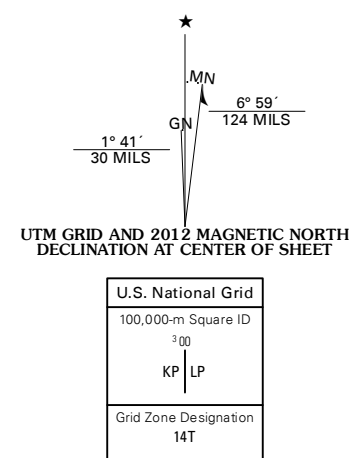 ★
MN
6° 59´
124 MILS
GN
1° 41´
30 MILS
UTM GRID AND 2012 MAGNETIC NORTH
DECLINATION AT CENTER OF SHEET
U.S. National Grid
100,000-m Square ID
³00
KP LP
Grid Zone Designation
14T